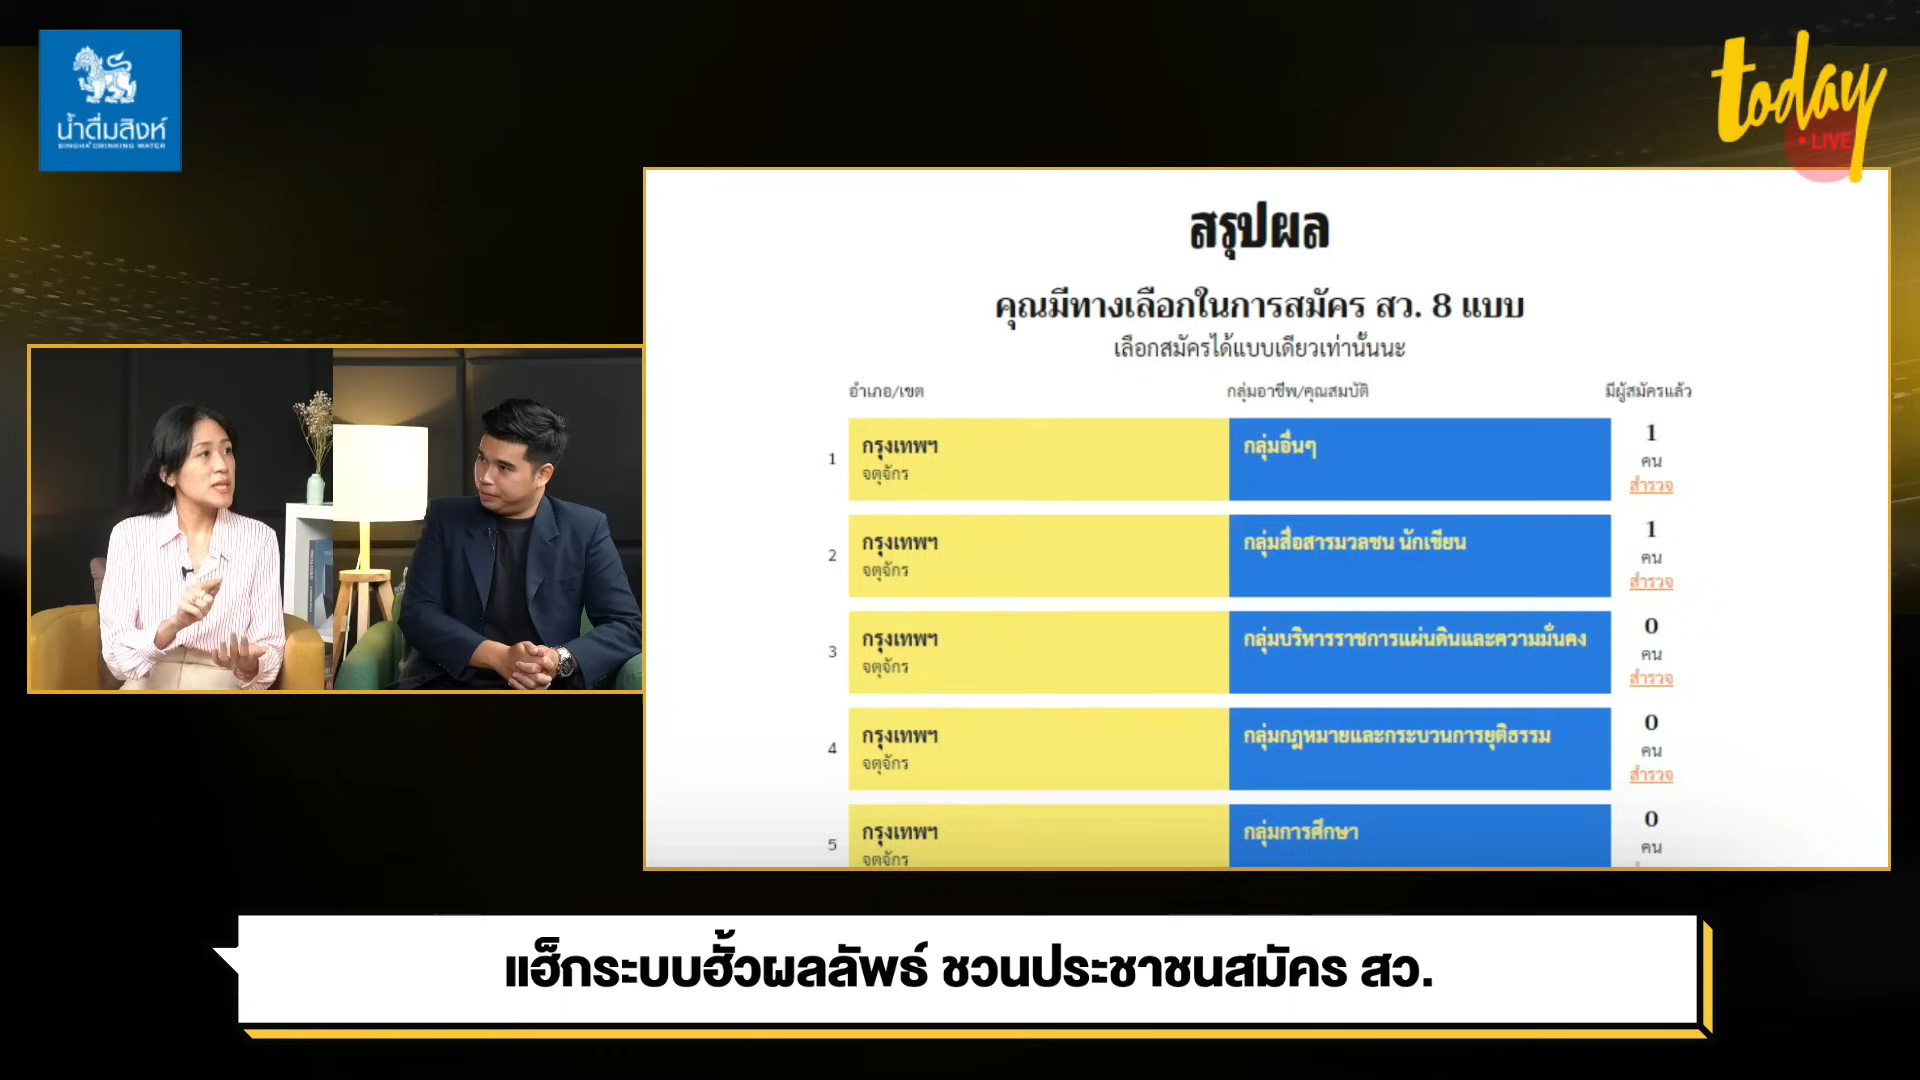 น้ำดื่มสิงห์
SINGHA DRINKING WATER
today
LIVE
สรุปผล
คุณมีทางเลือกในการสมัคร สว. 8 แบบ
เลือกสมัครได้แบบเดียวเท่านั้นนะ
อำเภอ/เขต กลุ่มอาชีพ/คุณสมบัติ มีผู้สมัครแล้ว
1 กรุงเทพฯ จตุจักร กลุ่มอื่นๆ 1 คน สำรวจ
2 กรุงเทพฯ จตุจักร กลุ่มสื่อสารมวลชน นักเขียน 1 คน สำรวจ
3 กรุงเทพฯ จตุจักร กลุ่มบริหารราชการแผ่นดินและความมั่นคง 0 คน สำรวจ
4 กรุงเทพฯ จตุจักร กลุ่มกฎหมายและกระบวนการยุติธรรม 0 คน สำรวจ
5 กรุงเทพฯ จตุจักร กลุ่มการศึกษา 0 คน
แฮ็กระบบฮั้วผลลัพธ์ ชวนประชาชนสมัคร สว.